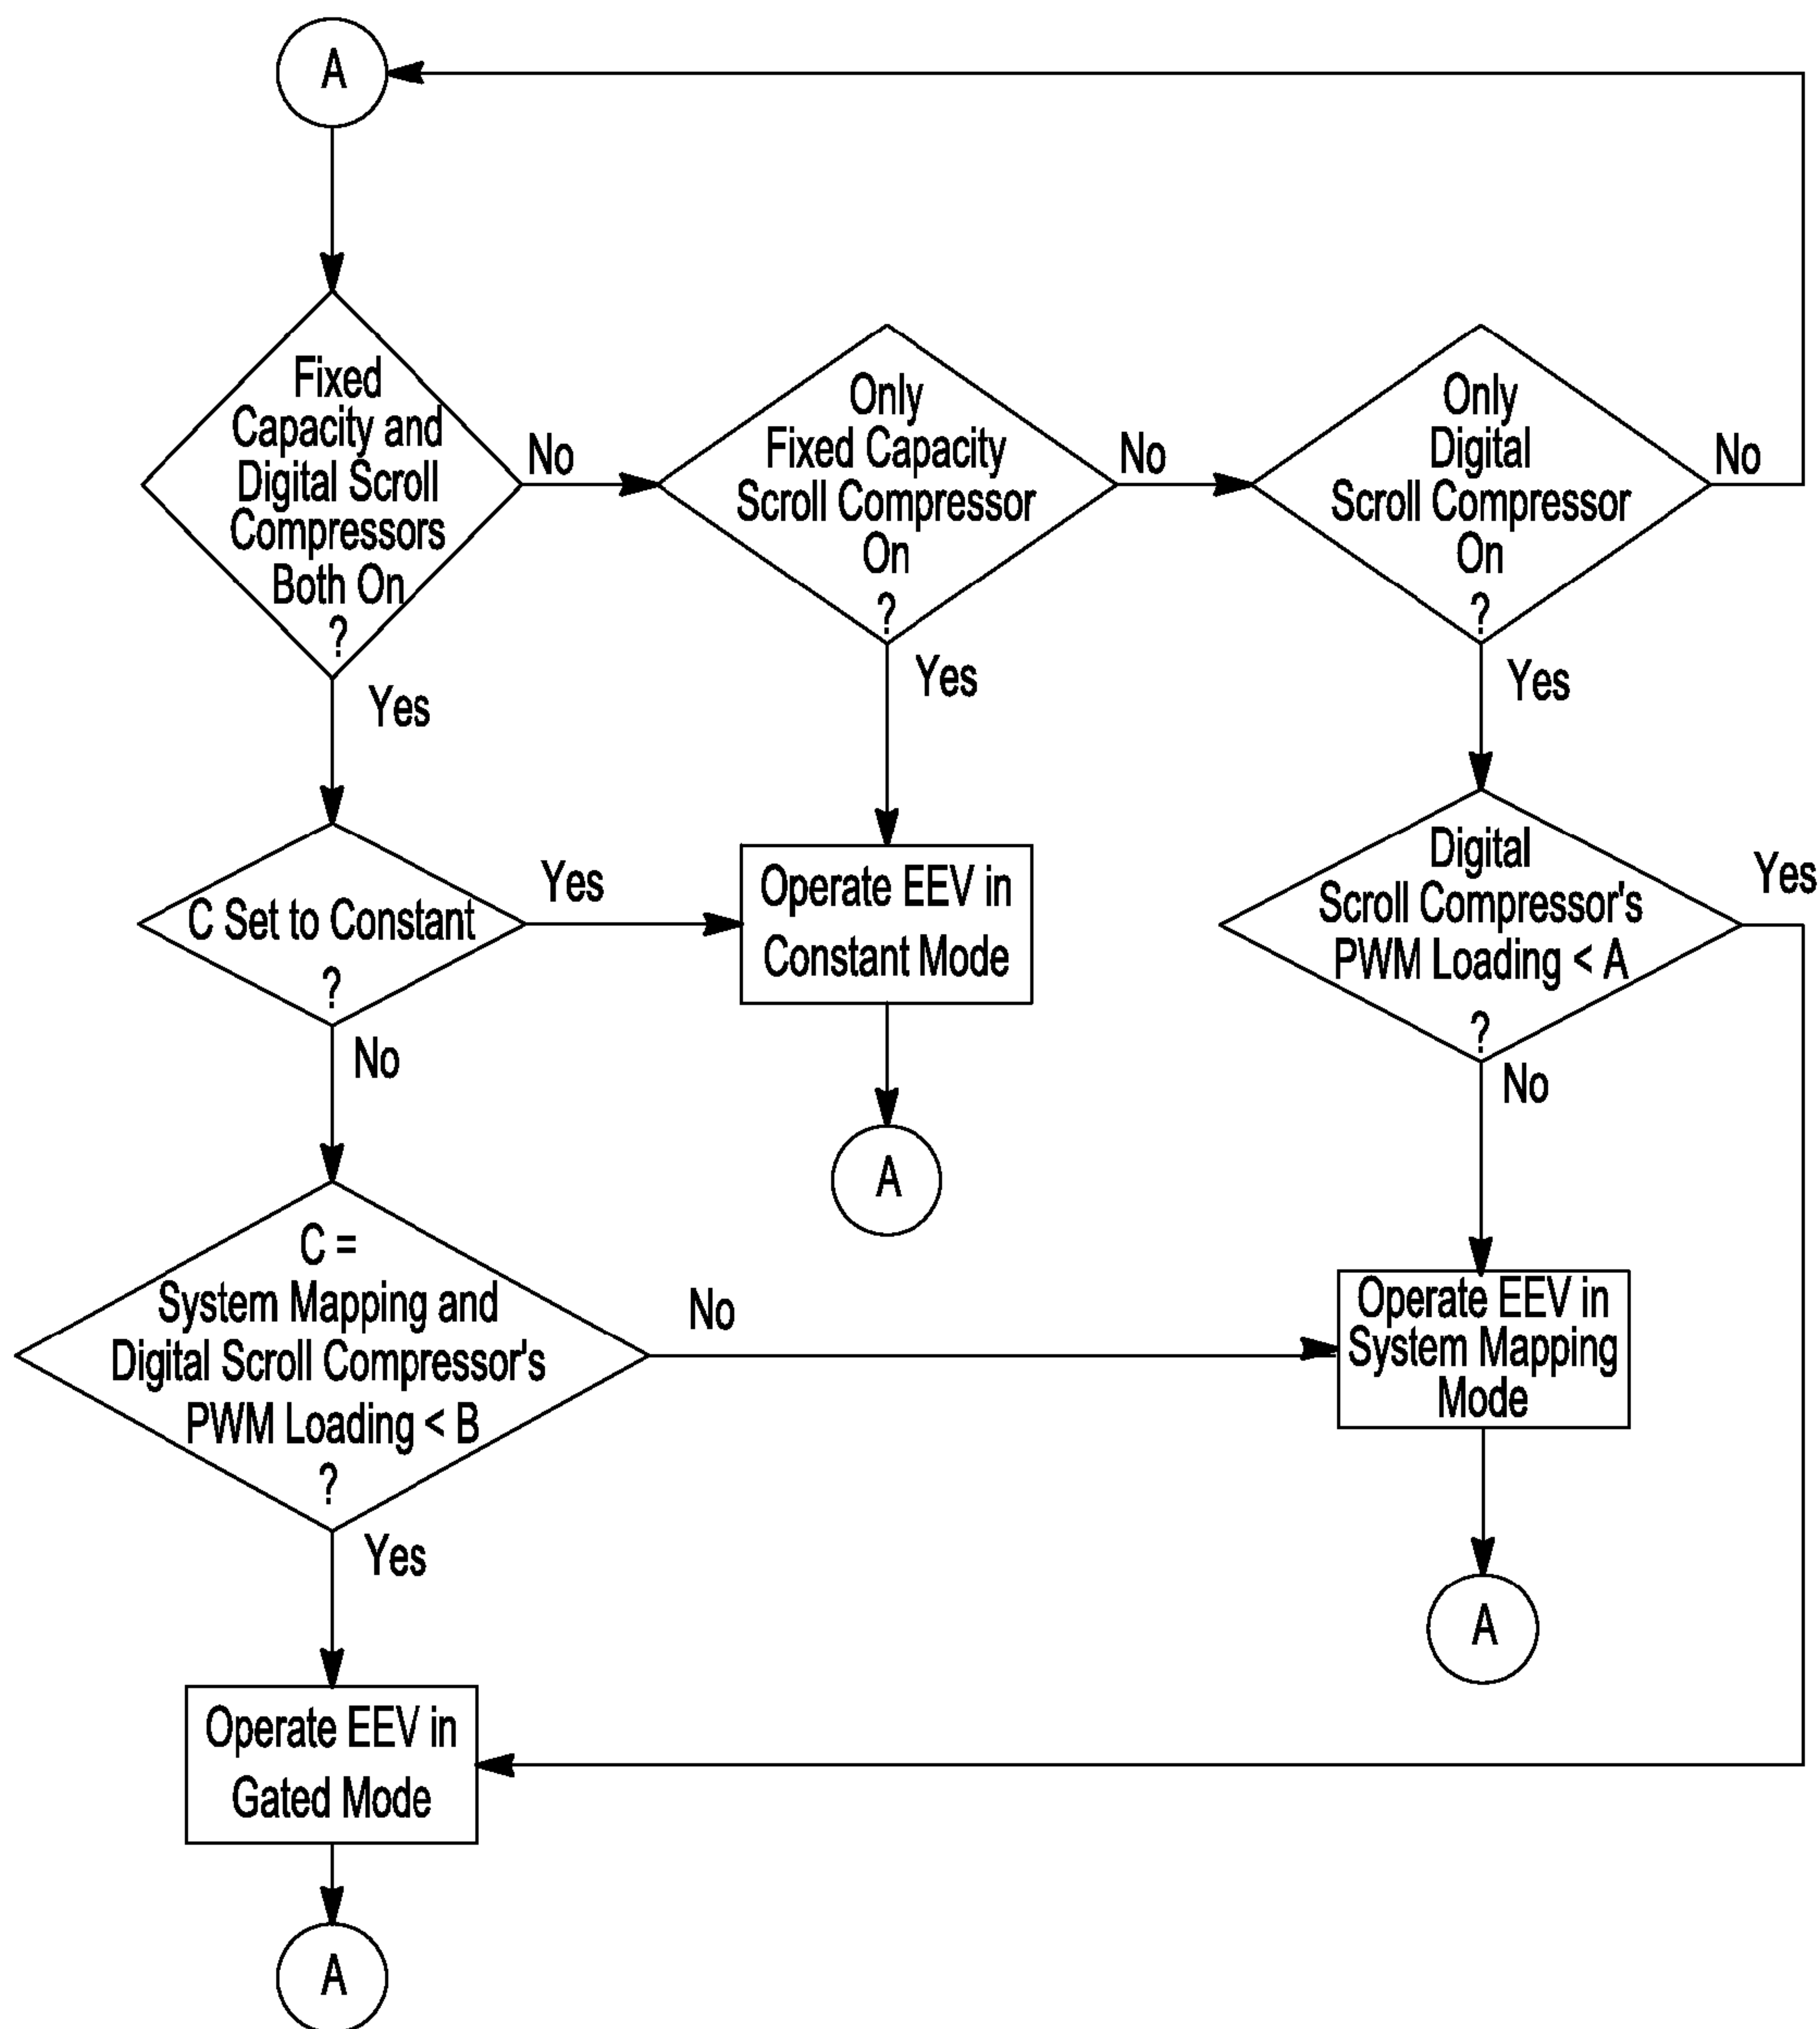 A
Fixed
Capacity and
Digital Scroll
Compressors
Both On
?
No
Only
Fixed Capacity
Scroll Compressor
On
?
No
Only
Digital
Scroll Compressor
On
?
No
Yes
Yes
Yes
C Set to Constant
?
Yes
Operate EEV in
Constant Mode
Digital
Scroll Compressor's
PWM Loading < A
?
Yes
No
No
A
C =
System Mapping and
Digital Scroll Compressor's
PWM Loading < B
?
No
Operate EEV in
System Mapping
Mode
Yes
A
Operate EEV in
Gated Mode
A